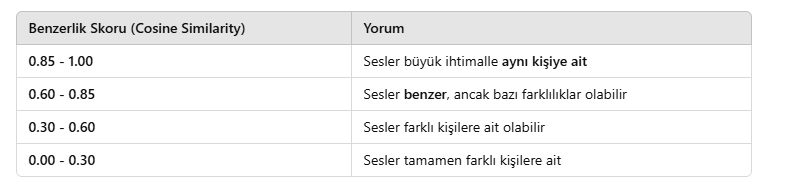 Benzerlik Skoru (Cosine Similarity) Yorum
0.85 - 1.00 Sesler büyük ihtimalle aynı kişiye ait
0.60 - 0.85 Sesler benzer, ancak bazı farklılıklar olabilir
0.30 - 0.60 Sesler farklı kişilere ait olabilir
0.00 - 0.30 Sesler tamamen farklı kişilere ait